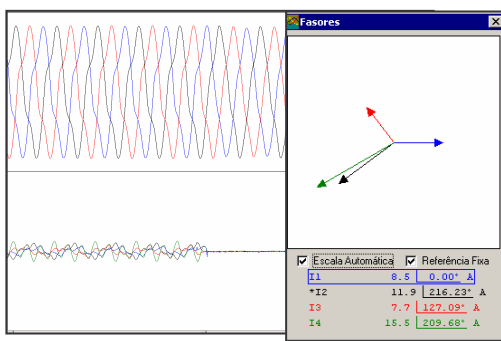 Fasores
Escala Automática Referência Fixa
I1 8.5 0.00° A
*I2 11.9 216.23° A
I3 7.7 127.09° A
I4 15.5 209.68° A